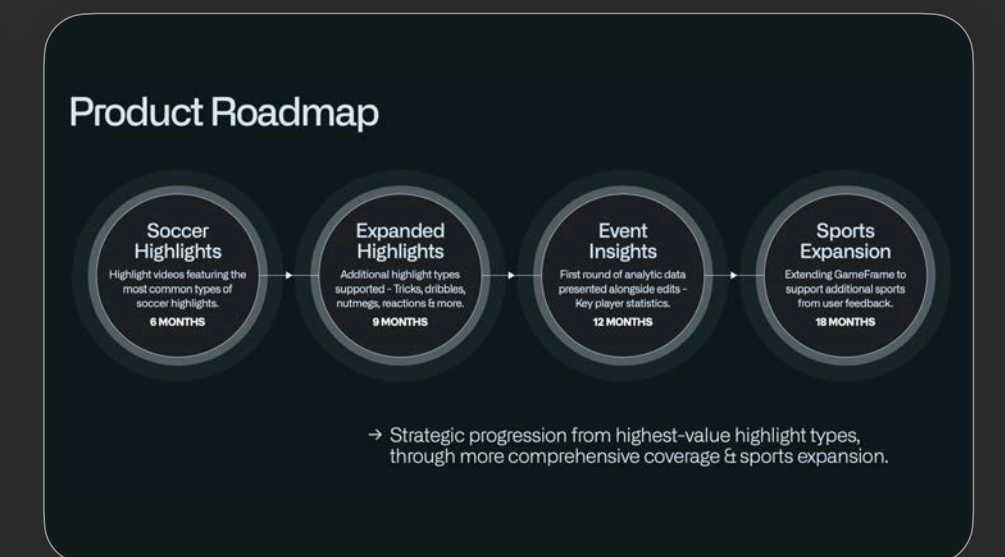 Product Roadmap
Soccer
Highlights
Highlight videos featuring the
most common types of
soccer highlights.
6 MONTHS
Expanded
Highlights
Additional highlight types
supported - Tricks, dribbles,
nutmegs, reactions & more.
9 MONTHS
Event
Insights
First round of analytic data
presented alongside edits -
Key player statistics.
12 MONTHS
Sports
Expansion
Extending GameFrame to
support additional sports
from user feedback.
18 MONTHS
→ Strategic progression from highest-value highlight types,
through more comprehensive coverage & sports expansion.